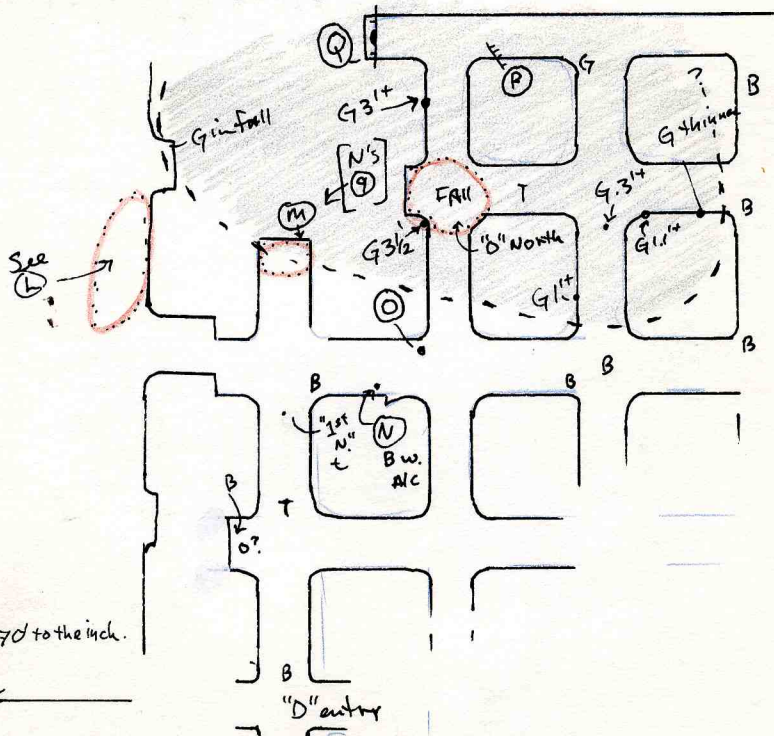 Q
G
P
B
?
G in fall
G3'+
G thinner
[N's
9]
FAll
T
G.3'+
B
M
G3½
"O" North
G1.1'+
See
L
G1.'+
O
B
B
B
B
"1st
N."
t
N
B w.
A/C
B
T
O?
70' to the inch.
B
"D" entry